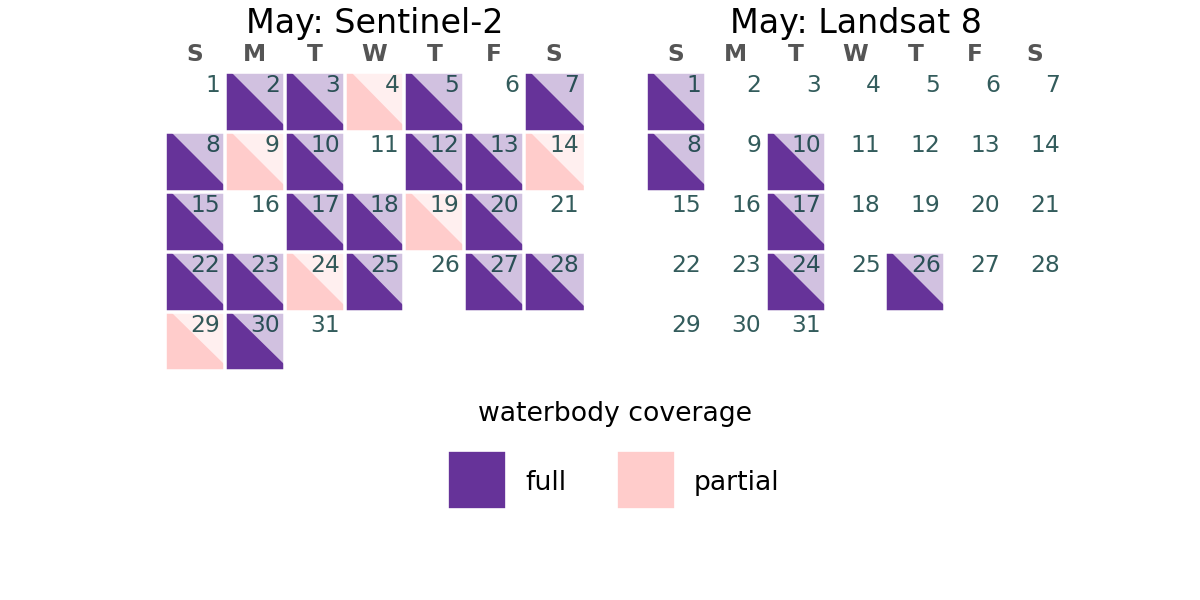 May: Sentinel-2
S M T W T F S
1 2 3 4 5 6 7
8 9 10 11 12 13 14
15 16 17 18 19 20 21
22 23 24 25 26 27 28
29 30 31
May: Landsat 8
S M T W T F S
1 2 3 4 5 6 7
8 9 10 11 12 13 14
15 16 17 18 19 20 21
22 23 24 25 26 27 28
29 30 31
waterbody coverage
full
partial